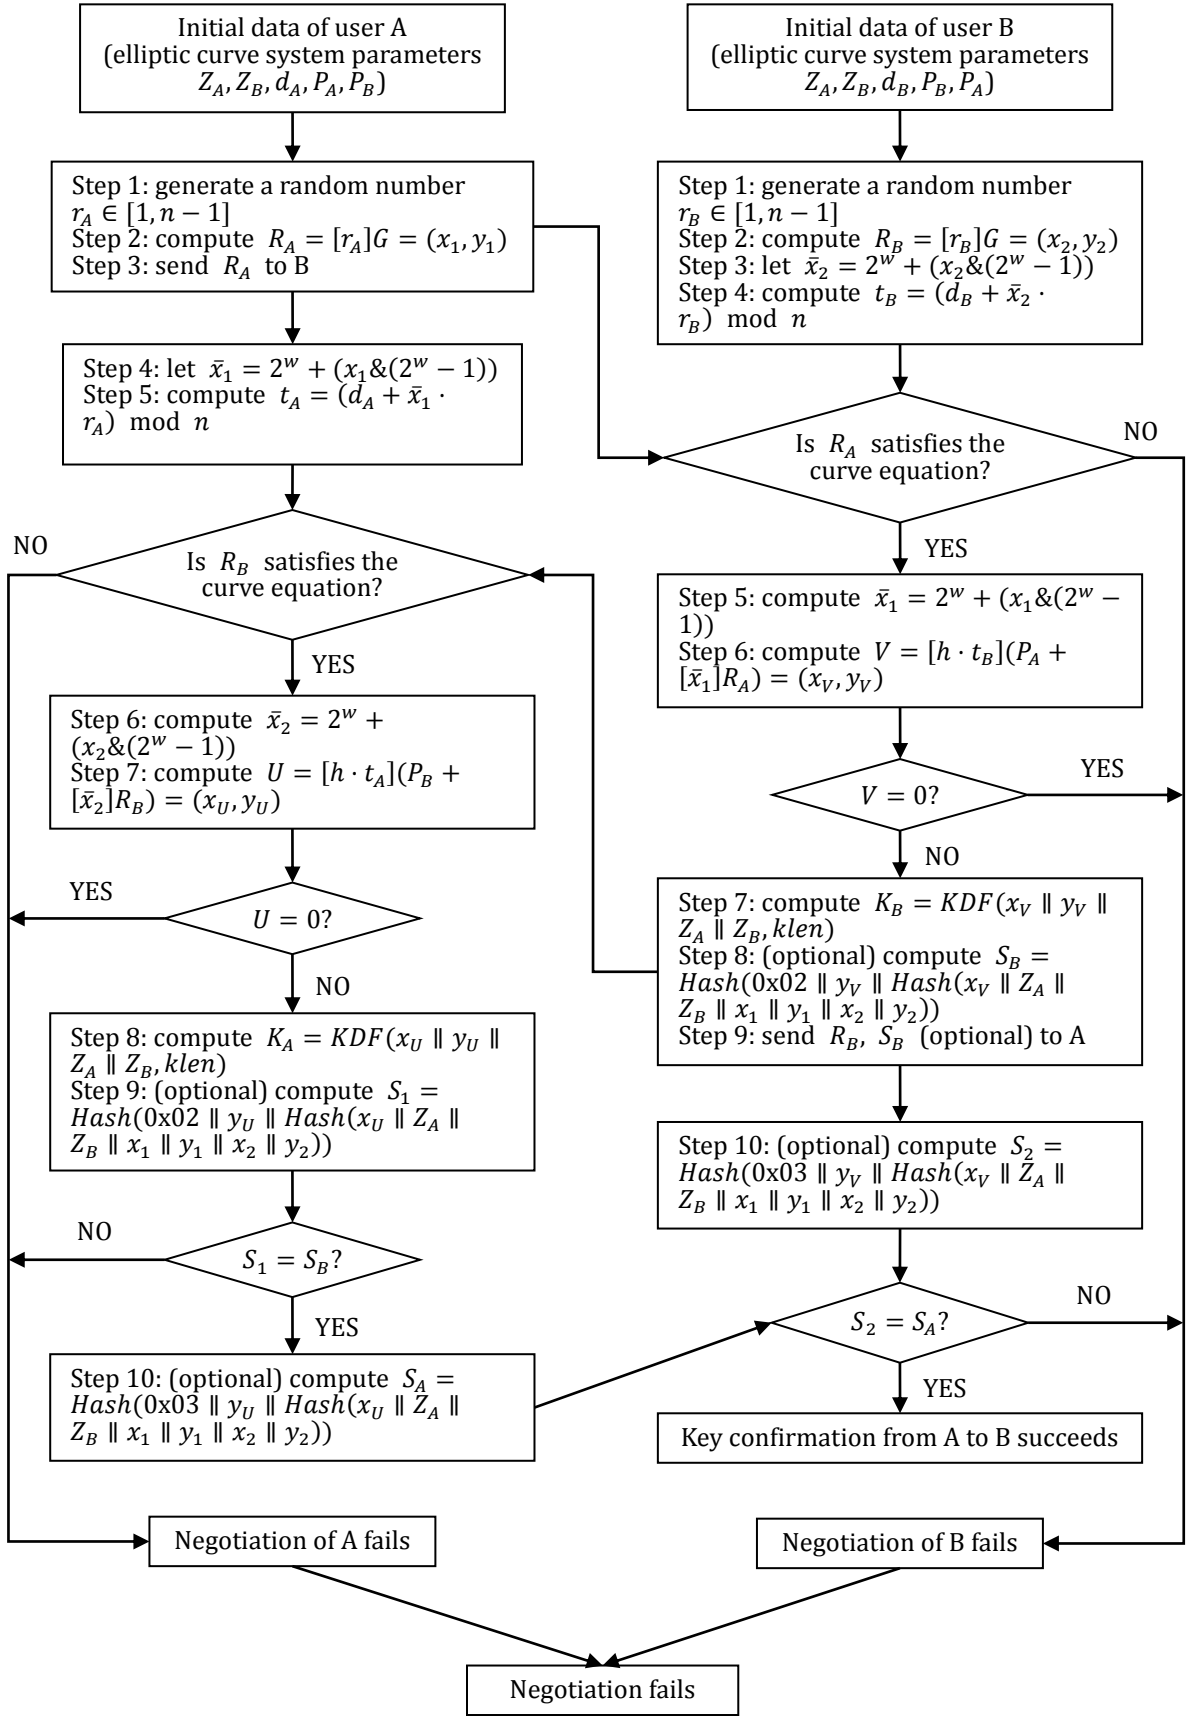 Initial data of user A
(elliptic curve system parameters
Z_A, Z_B, d_A, P_A, P_B)
Step 1: generate a random number
r_A ∈ [1, n − 1]
Step 2: compute R_A = [r_A]G = (x_1, y_1)
Step 3: send R_A to B
Step 4: let x̄_1 = 2^w + (x_1&(2^w − 1))
Step 5: compute t_A = (d_A + x̄_1 ·
r_A) mod n
Is R_B satisfies the
curve equation?
NO
YES
Step 6: compute x̄_2 = 2^w +
(x_2&(2^w − 1))
Step 7: compute U = [h · t_A](P_B +
[x̄_2]R_B) = (x_U, y_U)
YES
U = 0?
NO
Step 8: compute K_A = KDF(x_U ∥ y_U ∥
Z_A ∥ Z_B, klen)
Step 9: (optional) compute S_1 =
Hash(0x02 ∥ y_U ∥ Hash(x_U ∥ Z_A ∥
Z_B ∥ x_1 ∥ y_1 ∥ x_2 ∥ y_2))
NO
S_1 = S_B?
YES
Step 10: (optional) compute S_A =
Hash(0x03 ∥ y_U ∥ Hash(x_U ∥ Z_A ∥
Z_B ∥ x_1 ∥ y_1 ∥ x_2 ∥ y_2))
Negotiation of A fails
Initial data of user B
(elliptic curve system parameters
Z_A, Z_B, d_B, P_B, P_A)
Step 1: generate a random number
r_B ∈ [1, n − 1]
Step 2: compute R_B = [r_B]G = (x_2, y_2)
Step 3: let x̄_2 = 2^w + (x_2&(2^w − 1))
Step 4: compute t_B = (d_B + x̄_2 ·
r_B) mod n
Is R_A satisfies the
curve equation?
NO
YES
Step 5: compute x̄_1 = 2^w + (x_1&(2^w −
1))
Step 6: compute V = [h · t_B](P_A +
[x̄_1]R_A) = (x_V, y_V)
V = 0?
YES
NO
Step 7: compute K_B = KDF(x_V ∥ y_V ∥
Z_A ∥ Z_B, klen)
Step 8: (optional) compute S_B =
Hash(0x02 ∥ y_V ∥ Hash(x_V ∥ Z_A ∥
Z_B ∥ x_1 ∥ y_1 ∥ x_2 ∥ y_2))
Step 9: send R_B, S_B (optional) to A
Step 10: (optional) compute S_2 =
Hash(0x03 ∥ y_V ∥ Hash(x_V ∥ Z_A ∥
Z_B ∥ x_1 ∥ y_1 ∥ x_2 ∥ y_2))
S_2 = S_A?
NO
YES
Key confirmation from A to B succeeds
Negotiation of B fails
Negotiation fails